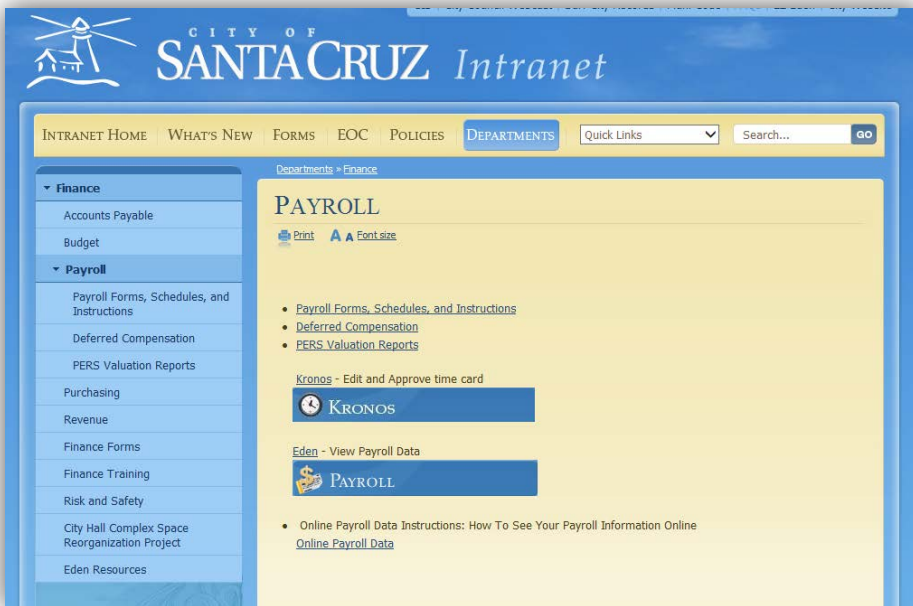 CITY OF
SANTA CRUZ Intranet
INTRANET HOME WHAT'S NEW FORMS EOC POLICIES DEPARTMENTS Quick Links Search... GO
Departments » Finance
Finance
Accounts Payable
Budget
Payroll
Payroll Forms, Schedules, and
Instructions
Deferred Compensation
PERS Valuation Reports
Purchasing
Revenue
Finance Forms
Finance Training
Risk and Safety
City Hall Complex Space
Reorganization Project
Eden Resources
PAYROLL
Print A A Font size
• Payroll Forms, Schedules, and Instructions
• Deferred Compensation
• PERS Valuation Reports
Kronos - Edit and Approve time card
KRONOS
Eden - View Payroll Data
PAYROLL
• Online Payroll Data Instructions: How To See Your Payroll Information Online
Online Payroll Data